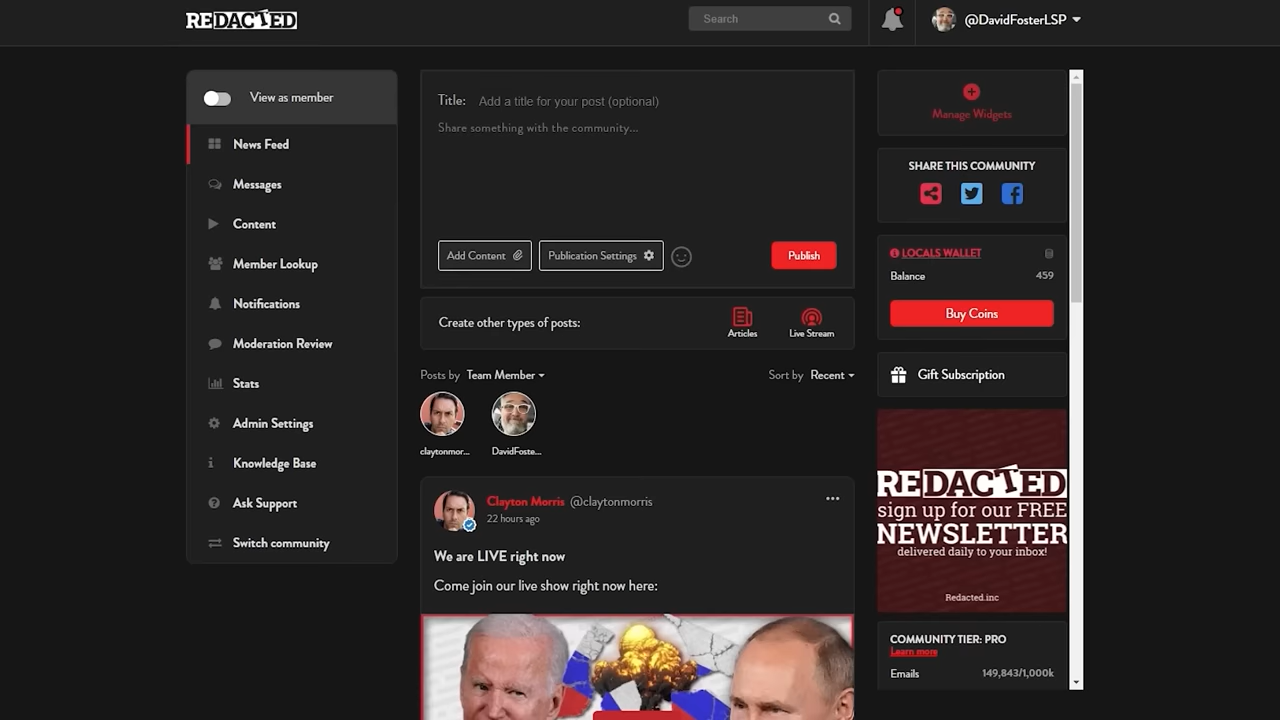 REDACTED
Search
@DavidFosterLSP
View as member
News Feed
Messages
Content
Member Lookup
Notifications
Moderation Review
Stats
Admin Settings
Knowledge Base
Ask Support
Switch community
Title: Add a title for your post (optional)
Share something with the community...
Add Content
Publication Settings
Publish
Create other types of posts:
Articles
Live Stream
Posts by Team Member
Sort by Recent
claytonmor...
DavidFoste...
Clayton Morris @claytonmorris
22 hours ago
We are LIVE right now
Come join our live show right now here:
Manage Widgets
SHARE THIS COMMUNITY
LOCALS WALLET
Balance 459
Buy Coins
Gift Subscription
REDACTED
sign up for our FREE
NEWSLETTER
delivered daily to your inbox!
Redacted.inc
COMMUNITY TIER: PRO
Learn more
Emails 149,843/1,000k